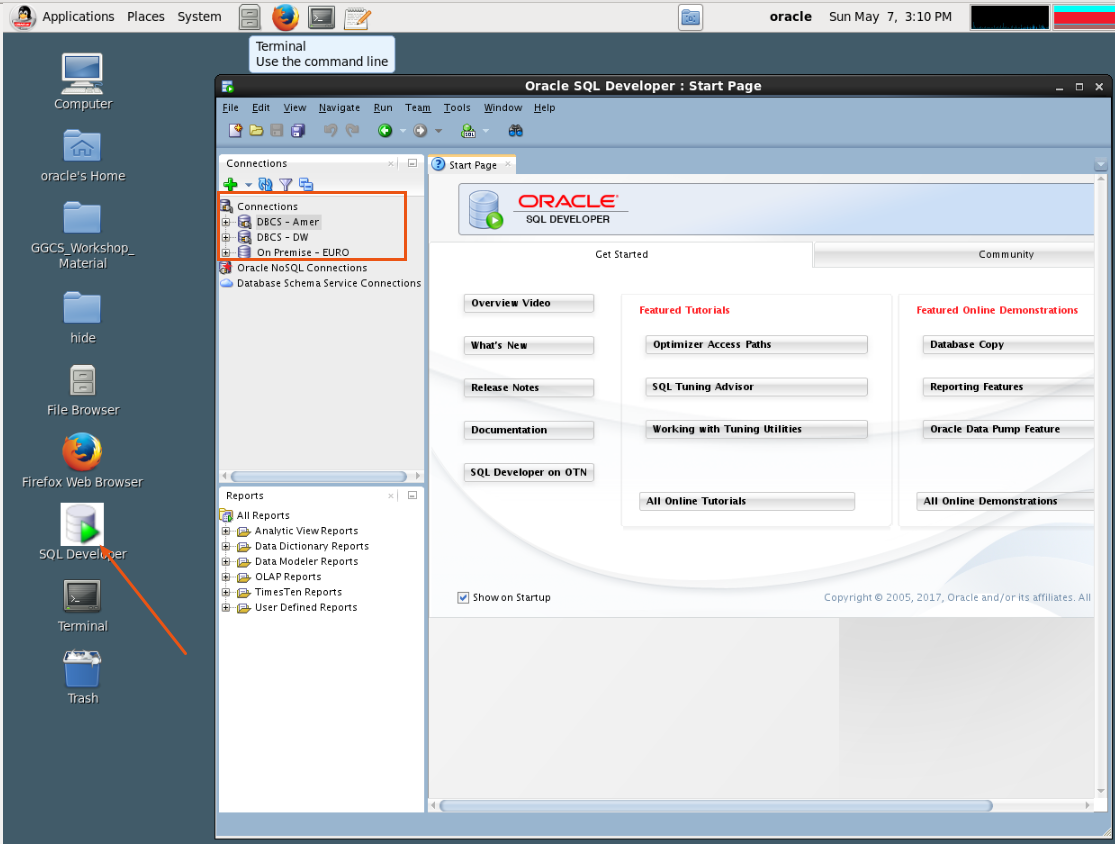 Applications Places System
oracle Sun May 7, 3:10 PM
Terminal
Use the command line
Computer
oracle's Home
GGCS_Workshop_
Material
hide
File Browser
Firefox Web Browser
SQL Developer
Terminal
Trash
Oracle SQL Developer : Start Page
File Edit View Navigate Run Team Tools Window Help
Connections
Connections
DBCS - Amer
DBCS - DW
On Premise - EURO
Oracle NoSQL Connections
Database Schema Service Connections
Reports
All Reports
Analytic View Reports
Data Dictionary Reports
Data Modeler Reports
OLAP Reports
TimesTen Reports
User Defined Reports
Start Page
ORACLE
SQL DEVELOPER
Get Started
Community
Overview Video
What's New
Release Notes
Documentation
SQL Developer on OTN
Featured Tutorials
Optimizer Access Paths
SQL Tuning Advisor
Working with Tuning Utilities
All Online Tutorials
Featured Online Demonstrations
Database Copy
Reporting Features
Oracle Data Pump Feature
All Online Demonstrations
Show on Startup
Copyright © 2005, 2017, Oracle and/or its affiliates. All